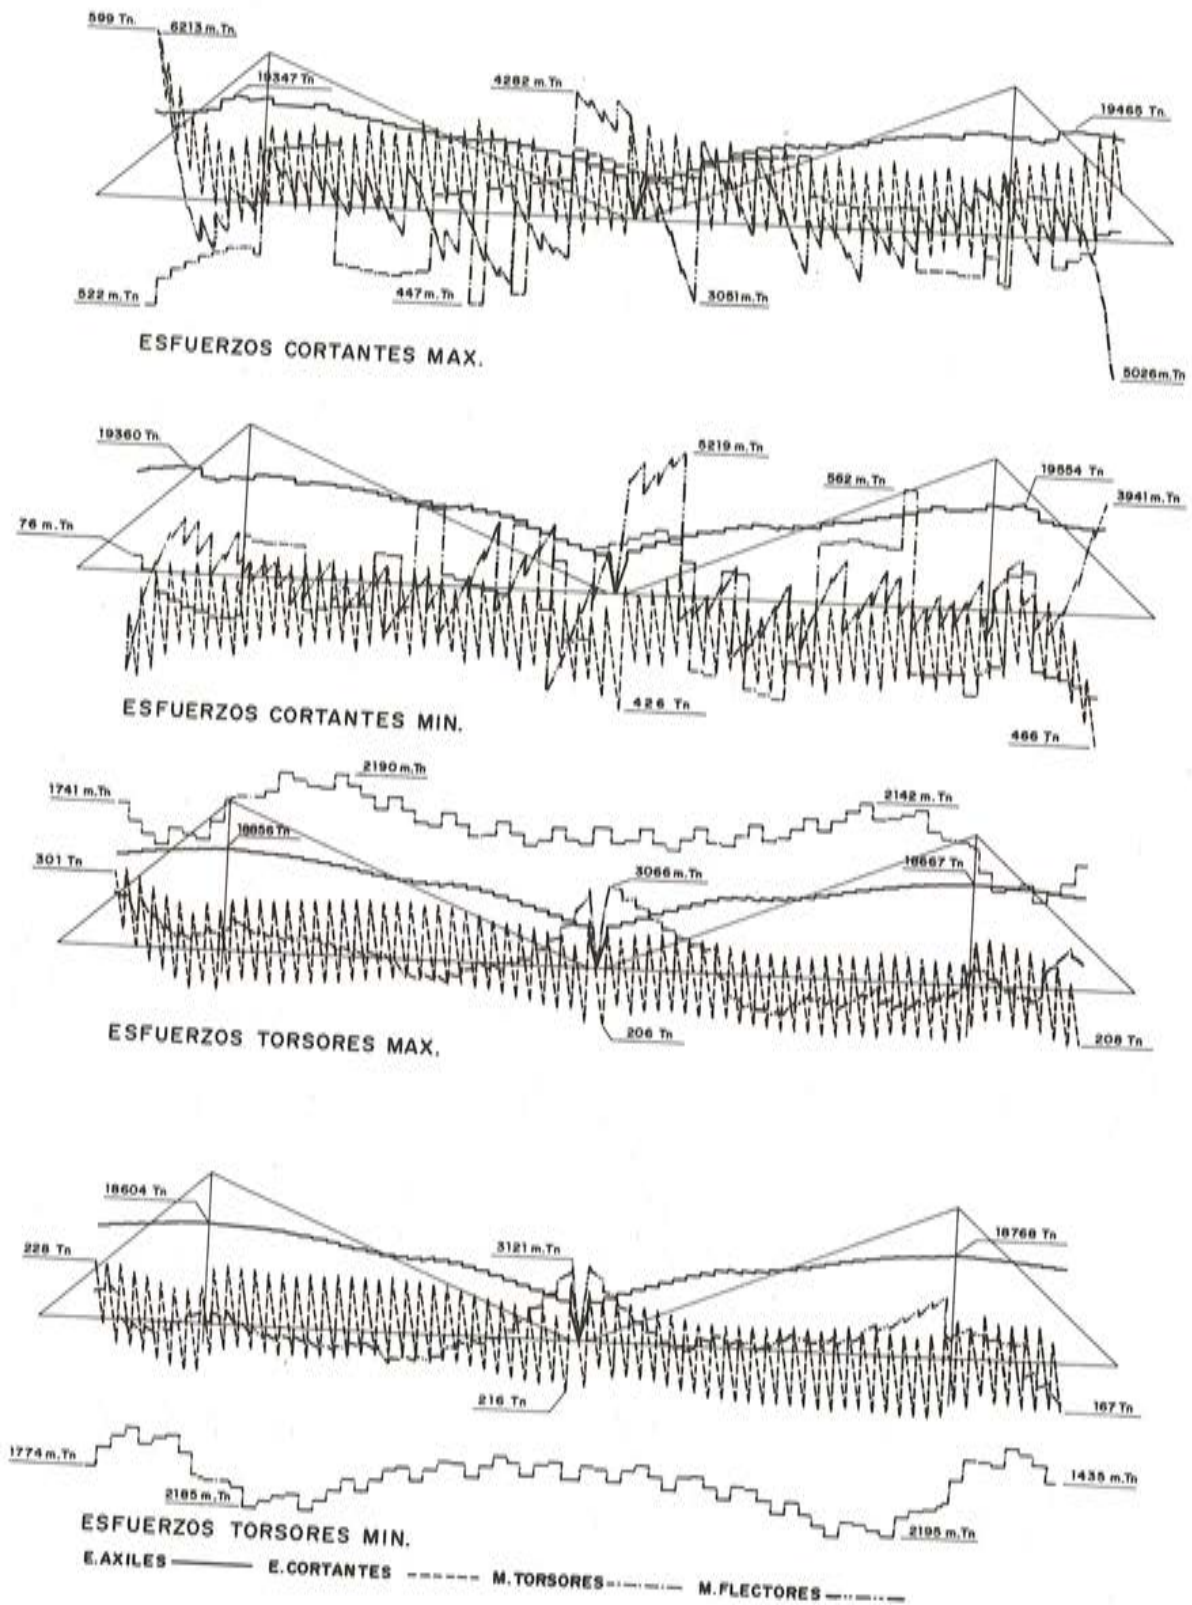 599 Tn.
6213 m.Tn.
19347 Tn
4282 m.Tn
19465 Tn.
522 m.Tn
447 m.Tn
3051 m.Tn
5026 m.Tn
ESFUERZOS CORTANTES MAX.
19360 Tn.
5219 m.Tn
562 m.Tn
19554 Tn
3941 m.Tn
76 m.Tn
426 Tn
466 Tn
ESFUERZOS CORTANTES MIN.
1741 m.Tn
2190 m.Tn
2142 m.Tn
18656 Tn
301 Tn
3066 m.Tn
18667 Tn
206 Tn
208 Tn
ESFUERZOS TORSORES MAX.
18604 Tn
228 Tn
3121 m.Tn
18768 Tn
216 Tn
167 Tn
1774 m.Tn
2185 m.Tn
1435 m.Tn
2195 m.Tn
ESFUERZOS TORSORES MIN.
E.AXILES E.CORTANTES M.TORSORES M.FLECTORES